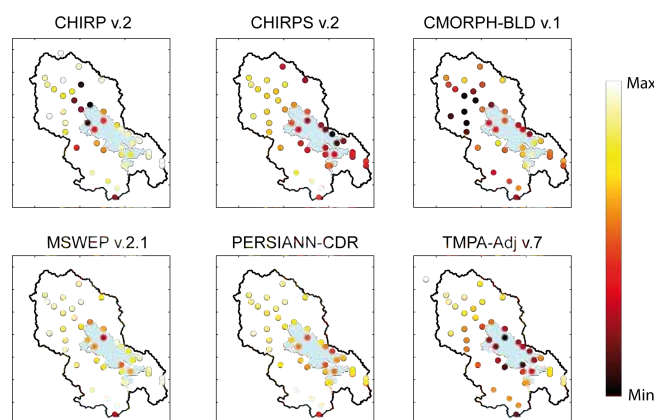 CHIRP v.2
CHIRPS v.2
CMORPH-BLD v.1
Max
MSWEP v.2.1
PERSIANN-CDR
TMPA-Adj v.7
Min